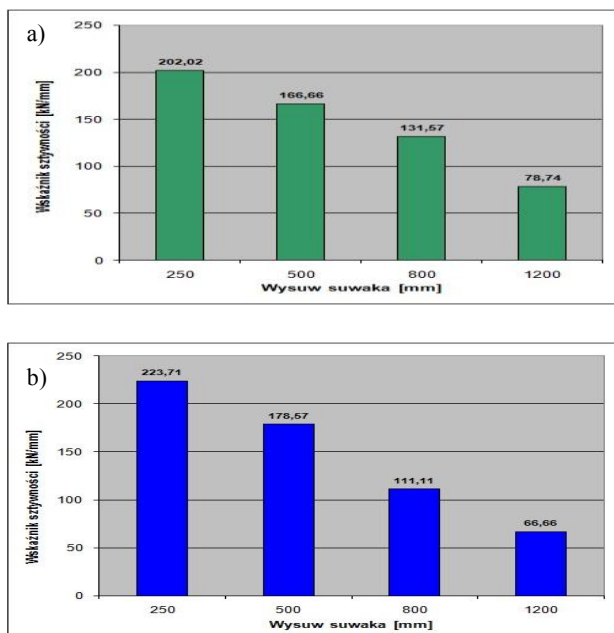 a)
250
200
150
100
50
0
Wskaźnik sztywności [kN/mm]
202,02
166,66
131,57
78,74
250 500 800 1200
Wysuw suwaka [mm]
b)
250
200
150
100
50
0
Wskaźnik sztywności [kN/mm]
223,71
178,57
111,11
66,66
250 500 800 1200
Wysuw suwaka [mm]